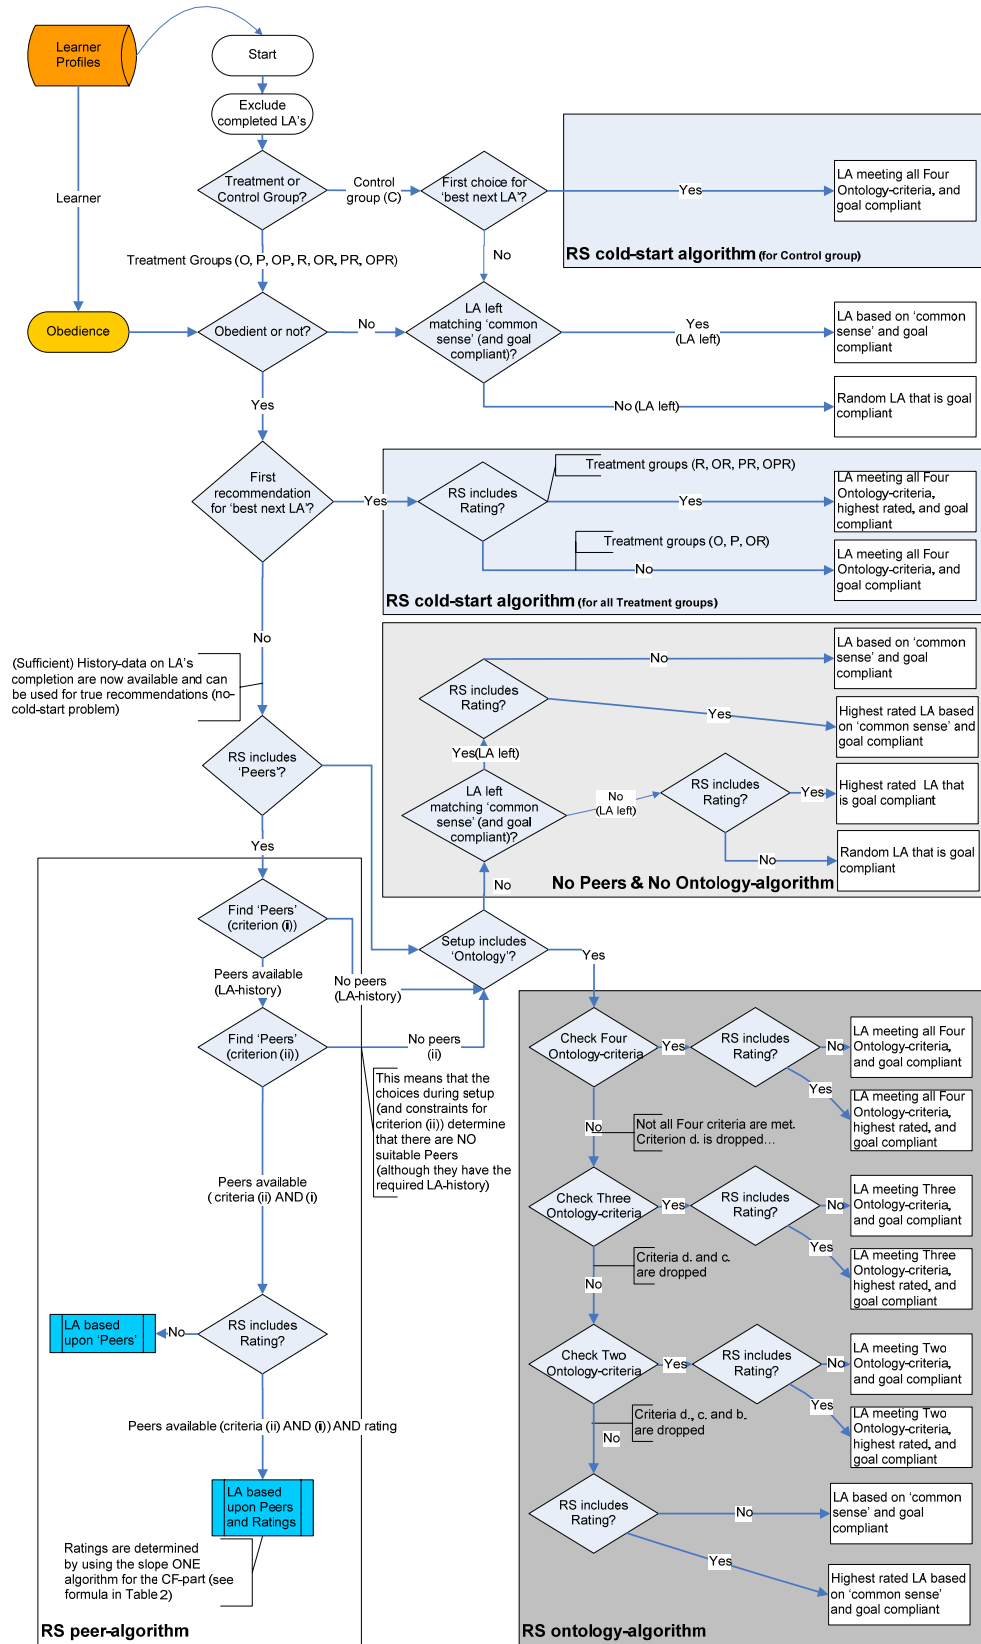 Learner
Profiles
Start
Exclude
completed LA's
Treatment or
Control Group?
Control
group (C)
First choice for
'best next LA'?
Yes
LA meeting all Four
Ontology-criteria, and
goal compliant
RS cold-start algorithm (for Control group)
Learner
No
Treatment Groups (O, P, OP, R, OR, PR, OPR)
Obedience
Obedient or not?
No
LA left
matching 'common
sense' (and goal
compliant)?
Yes
(LA left)
LA based on 'common
sense' and goal
compliant
No (LA left)
Random LA that is goal
compliant
Yes
First
recommendation
for 'best next LA'?
Yes
RS includes
Rating?
Treatment groups (R, OR, PR, OPR)
Yes
LA meeting all Four
Ontology-criteria,
highest rated, and goal
compliant
Treatment groups (O, P, OR)
No
LA meeting all Four
Ontology-criteria, and
goal compliant
RS cold-start algorithm (for all Treatment groups)
No
(Sufficient) History-data on LA's
completion are now available and can
be used for true recommendations (no-
cold-start problem)
RS includes
Rating?
No
LA based on 'common
sense' and goal
compliant
Yes
Highest rated LA based
on 'common sense' and
goal compliant
RS includes
'Peers'?
Yes(LA left)
LA left
matching 'common
sense' (and goal
compliant)?
No
(LA left)
RS includes
Rating?
Yes
Highest rated LA that
is goal compliant
No
Random LA that is goal
compliant
No Peers & No Ontology-algorithm
Yes
No
Find 'Peers'
(criterion (i))
Setup includes
'Ontology'?
Yes
Peers available
(LA-history)
No peers
(LA-history)
Find 'Peers'
(criterion (ii))
No peers
(ii)
This means that the
choices during setup
(and constraints for
criterion (ii)) determine
that there are NO
suitable Peers
(although they have the
required LA-history)
Check Four
Ontology-criteria
Yes
RS includes
Rating?
No
LA meeting all Four
Ontology-criteria,
and goal compliant
Yes
LA meeting all Four
Ontology-criteria,
highest rated, and
goal compliant
No
Not all Four criteria are met.
Criterion d. is dropped...
Peers available
( criteria (ii) AND (i)
Check Three
Ontology-criteria
Yes
RS includes
Rating?
No
LA meeting Three
Ontology-criteria,
and goal compliant
Yes
LA meeting Three
Ontology-criteria,
highest rated, and
goal compliant
Criteria d. and c.
are dropped
No
LA based
upon 'Peers'
No
RS includes
Rating?
Check Two
Ontology-criteria
Yes
RS includes
Rating?
No
LA meeting Two
Ontology-criteria,
and goal compliant
Yes
LA meeting Two
Ontology-criteria,
highest rated, and
goal compliant
Criteria d., c. and b.
are dropped
No
Peers available (criteria (ii) AND (i)) AND rating
LA based
upon Peers
and Ratings
RS includes
Rating?
No
LA based on 'common
sense' and goal
compliant
Yes
Highest rated LA based
on 'common sense'
and goal compliant
Ratings are determined
by using the slope ONE
algorithm for the CF-part (see
formula in Table 2)
RS peer-algorithm
RS ontology-algorithm